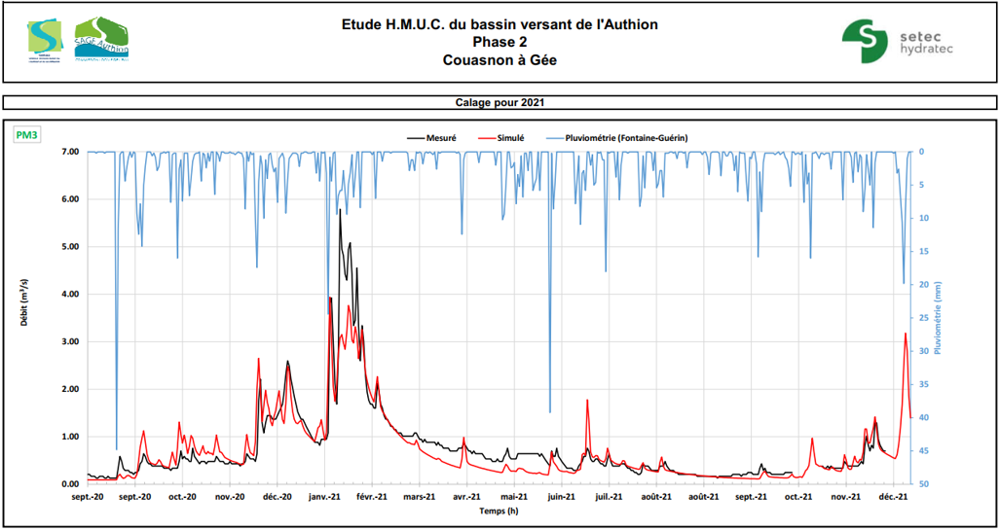 Etude H.M.U.C. du bassin versant de l'Authion
Phase 2
Couasnon à Gée
SAGE Authion
setec
hydratec
Calage pour 2021
PM3
Mesuré Simulé Pluviométrie (Fontaine-Guérin)
7.00 0
6.00 5
5.00 10
4.00 15
3.00 20
2.00 25
1.00 30
0.00 35
40
45
50
Débit (m³/s)
Pluviométrie (mm)
sept.-20 sept.-20 oct.-20 nov.-20 déc.-20 janv.-21 févr.-21 mars-21 avr.-21 mai-21 juin-21 juil.-21 août-21 sept.-21 oct.-21 nov.-21 déc.-21
Temps (h)